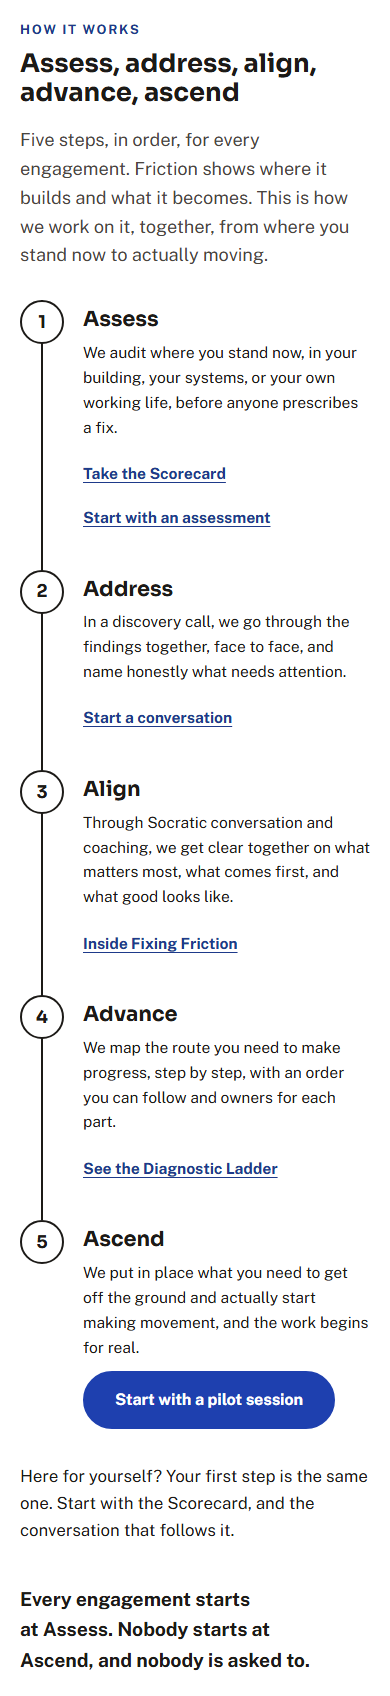 HOW IT WORKS
Assess, address, align,
advance, ascend
Five steps, in order, for every
engagement. Friction shows where it
builds and what it becomes. This is how
we work on it, together, from where you
stand now to actually moving.
1
Assess
We audit where you stand now, in your
building, your systems, or your own
working life, before anyone prescribes
a fix.
Take the Scorecard
Start with an assessment
2
Address
In a discovery call, we go through the
findings together, face to face, and
name honestly what needs attention.
Start a conversation
3
Align
Through Socratic conversation and
coaching, we get clear together on what
matters most, what comes first, and
what good looks like.
Inside Fixing Friction
4
Advance
We map the route you need to make
progress, step by step, with an order
you can follow and owners for each
part.
See the Diagnostic Ladder
5
Ascend
We put in place what you need to get
off the ground and actually start
making movement, and the work begins
for real.
Start with a pilot session
Here for yourself? Your first step is the same
one. Start with the Scorecard, and the
conversation that follows it.
Every engagement starts
at Assess. Nobody starts at
Ascend, and nobody is asked to.